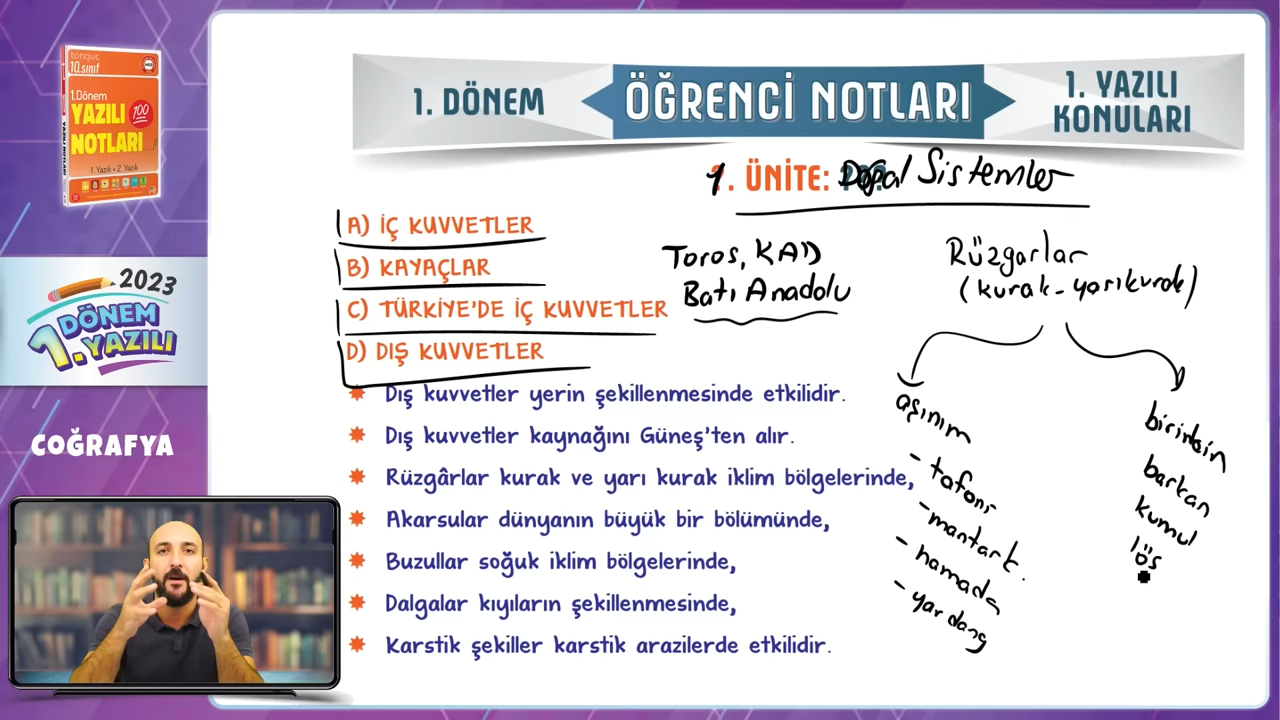 tonguç
10.sınıf
1.Dönem
YAZILI
100
NOTLARI
1. Yazılı • 2. Yazılı
YAZILI NOTLARI
1. DÖNEM
ÖĞRENCİ NOTLARI
1. YAZILI
KONULARI
1. ÜNİTE: Doğal Sistemler
A) İÇ KUVVETLER
B) KAYAÇLAR
C) TÜRKİYE'DE İÇ KUVVETLER
D) DIŞ KUVVETLER
Toros, KAD
Batı Anadolu
Rüzgarlar
(kurak-yarıkurak)
Dış kuvvetler yerin şekillenmesinde etkilidir.
Dış kuvvetler kaynağını Güneş'ten alır.
Rüzgârlar kurak ve yarı kurak iklim bölgelerinde,
Akarsular dünyanın büyük bir bölümünde,
Buzullar soğuk iklim bölgelerinde,
Dalgalar kıyıların şekillenmesinde,
Karstik şekiller karstik arazilerde etkilidir.
aşınım
- tafoni
- mantark.
- hamada
- yardang
birikin
barkan
kumul
lös
2023
1. DÖNEM
YAZILI
COĞRAFYA